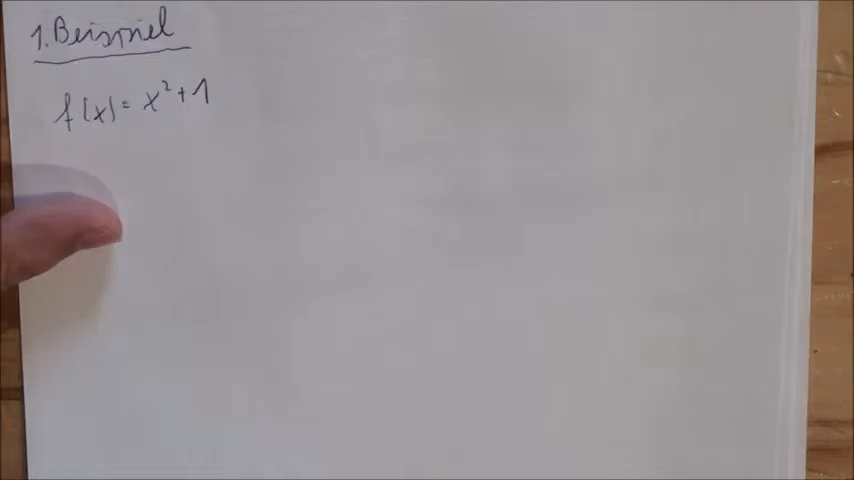 1. Beispiel
f(x) = x² + 1